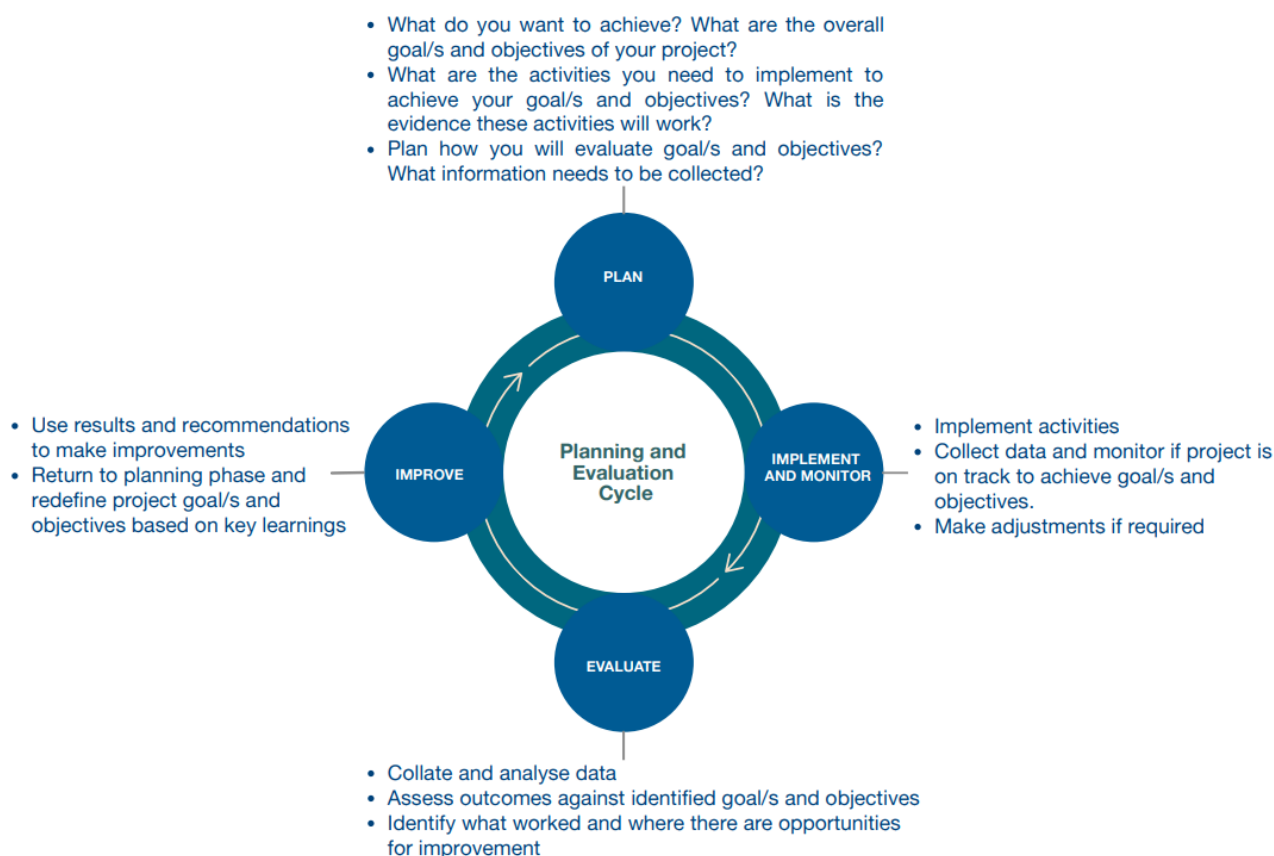 • What do you want to achieve? What are the overall
goal/s and objectives of your project?
• What are the activities you need to implement to
achieve your goal/s and objectives? What is the
evidence these activities will work?
• Plan how you will evaluate goal/s and objectives?
What information needs to be collected?
PLAN
• Use results and recommendations
to make improvements
• Return to planning phase and
redefine project goal/s and
objectives based on key learnings
IMPROVE
Planning and
Evaluation
Cycle
IMPLEMENT
AND MONITOR
• Implement activities
• Collect data and monitor if project is
on track to achieve goal/s and
objectives.
• Make adjustments if required
EVALUATE
• Collate and analyse data
• Assess outcomes against identified goal/s and objectives
• Identify what worked and where there are opportunities
for improvement